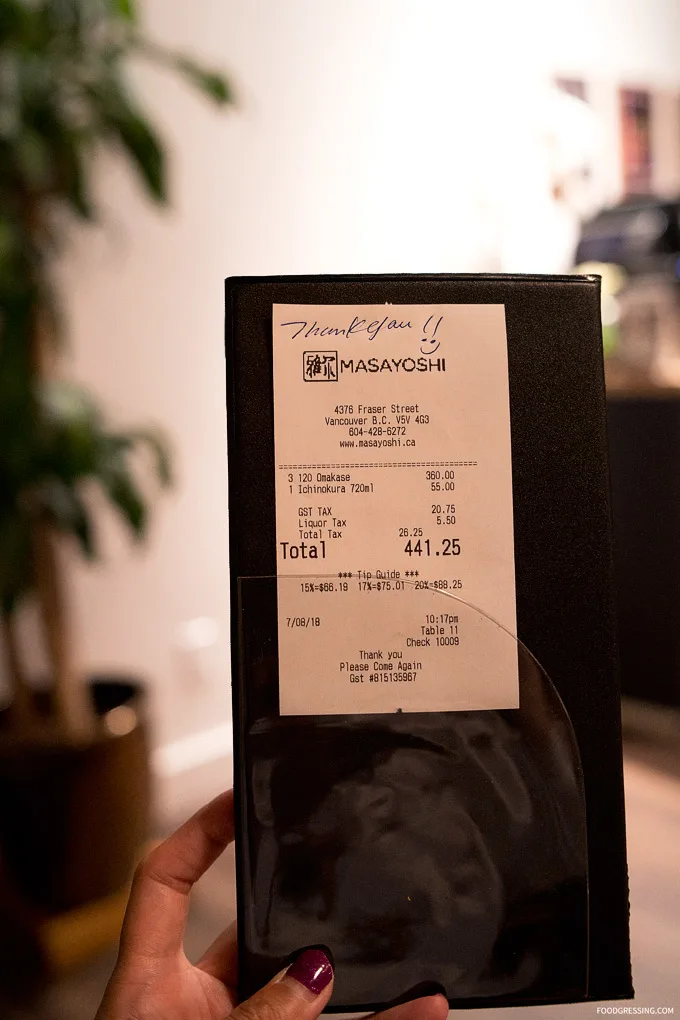 Thank you !!
MASAYOSHI
4376 Fraser Street
Vancouver B.C. V5V 4G3
604-428-6272
www.masayoshi.ca
================================================
3 120 Omakase 360.00
1 Ichinokura 720ml 55.00
GST TAX 20.75
Liquor Tax 5.50
Total Tax 26.25
Total 441.25
*** Tip Guide ***
15%=$66.19 17%=$75.01 20%=$88.25
7/08/18 10:17pm
Table 11
Check 10009
Thank you
Please Come Again
Gst #815135967
FOODGRESSING.COM